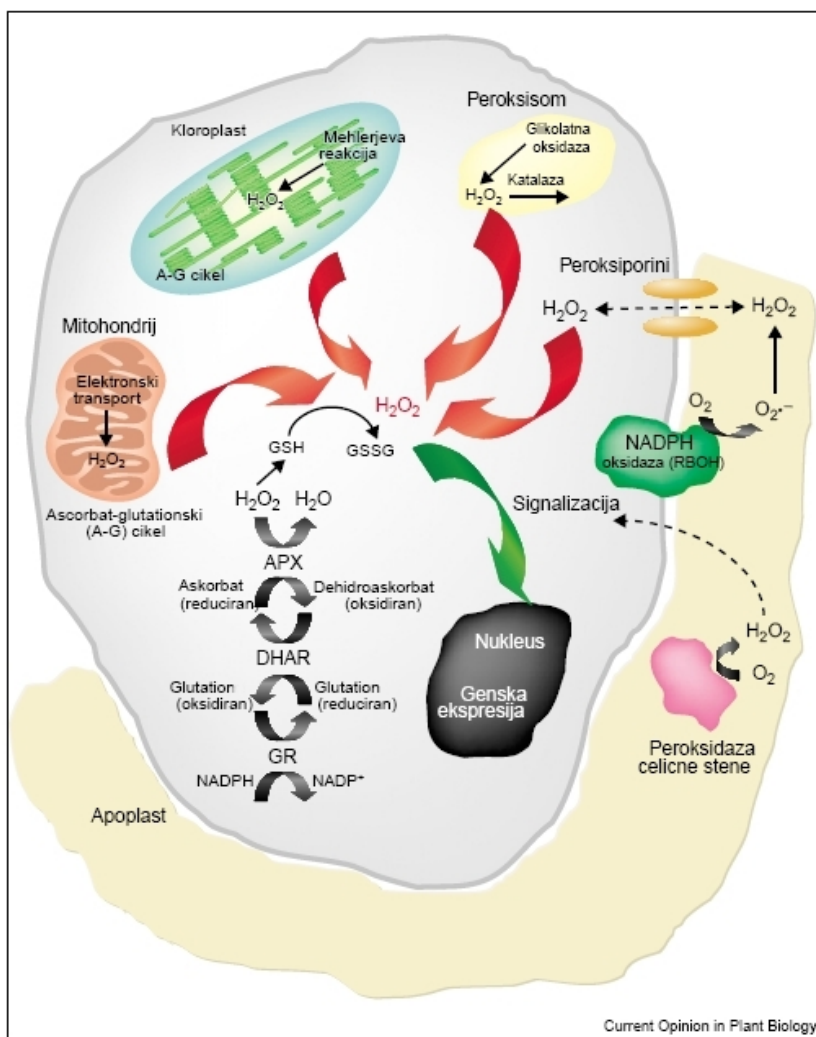 Kloroplast
Mehlerjeva
reakcija
H₂O₂
A-G cikel
Peroksisom
Glikolatna
oksidaza
H₂O₂
Katalaza
Peroksiporini
H₂O₂
H₂O₂
O₂
O₂•−
NADPH
oksidaza (RBOH)
Mitohondrij
Elektronski
transport
H₂O₂
Ascorbat-glutationski
(A-G) cikel
H₂O₂
GSH
GSSG
H₂O₂
H₂O
APX
Askorbat
(reduciran)
Dehidroaskorbat
(oksidiran)
DHAR
Glutation
(oksidiran)
Glutation
(reduciran)
GR
NADPH
NADP⁺
Signalizacija
Nukleus
Genska
ekspresija
H₂O₂
O₂
Peroksidaza
celicne stene
Apoplast
Current Opinion in Plant Biology